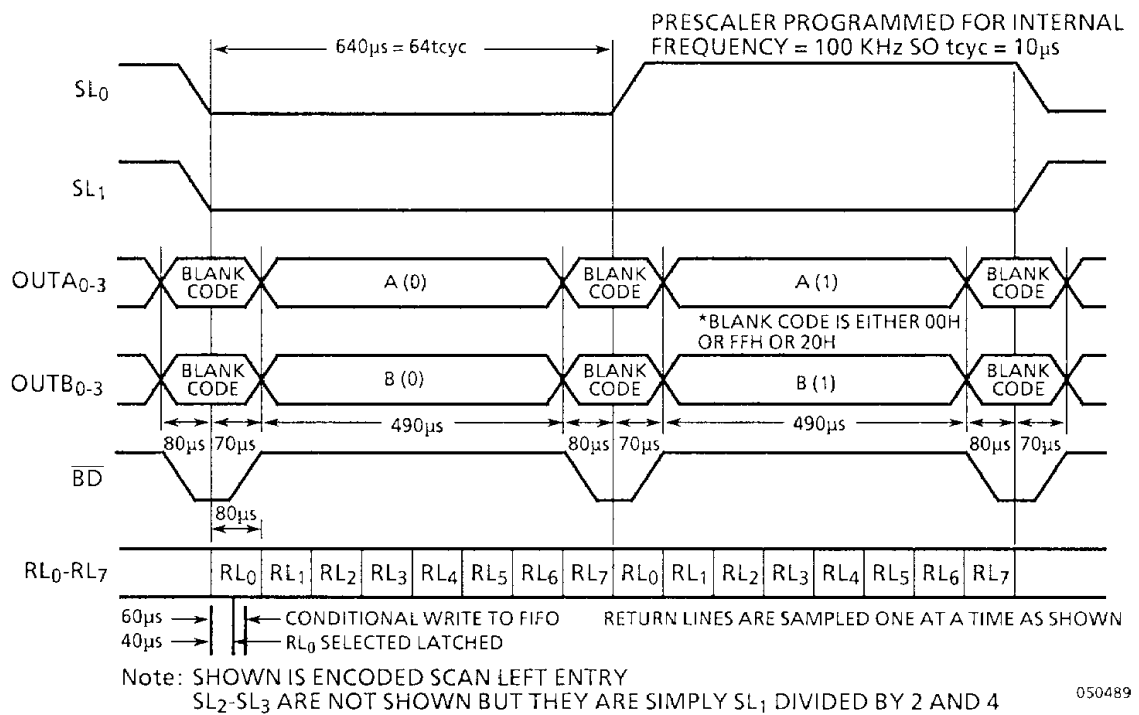 PRESCALER PROGRAMMED FOR INTERNAL
FREQUENCY = 100 KHz SO tcyc = 10µs
640µs = 64tcyc
SL0
SL1
OUTA0-3
BLANK CODE
A (0)
BLANK CODE
A (1)
BLANK CODE
*BLANK CODE IS EITHER 00H
OR FFH OR 20H
OUTB0-3
BLANK CODE
B (0)
BLANK CODE
B (1)
BLANK CODE
80µs 70µs 490µs 80µs 70µs 490µs 80µs 70µs
BD
80µs
RL0-RL7 RL0 RL1 RL2 RL3 RL4 RL5 RL6 RL7 RL0 RL1 RL2 RL3 RL4 RL5 RL6 RL7
60µs CONDITIONAL WRITE TO FIFO RETURN LINES ARE SAMPLED ONE AT A TIME AS SHOWN
40µs RL0 SELECTED LATCHED
Note: SHOWN IS ENCODED SCAN LEFT ENTRY
SL2-SL3 ARE NOT SHOWN BUT THEY ARE SIMPLY SL1 DIVIDED BY 2 AND 4
050489